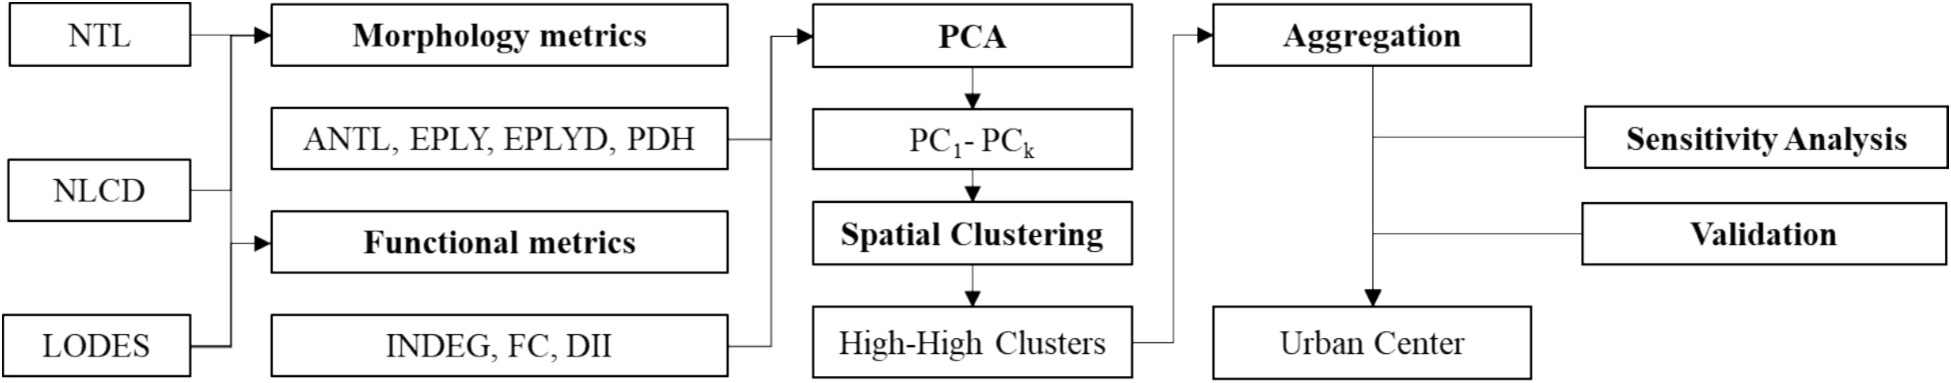 NTL
NLCD
LODES
Morphology metrics
ANTL, EPLY, EPLYD, PDH
Functional metrics
INDEG, FC, DII
PCA
PC1- PCk
Spatial Clustering
High-High Clusters
Aggregation
Urban Center
Sensitivity Analysis
Validation